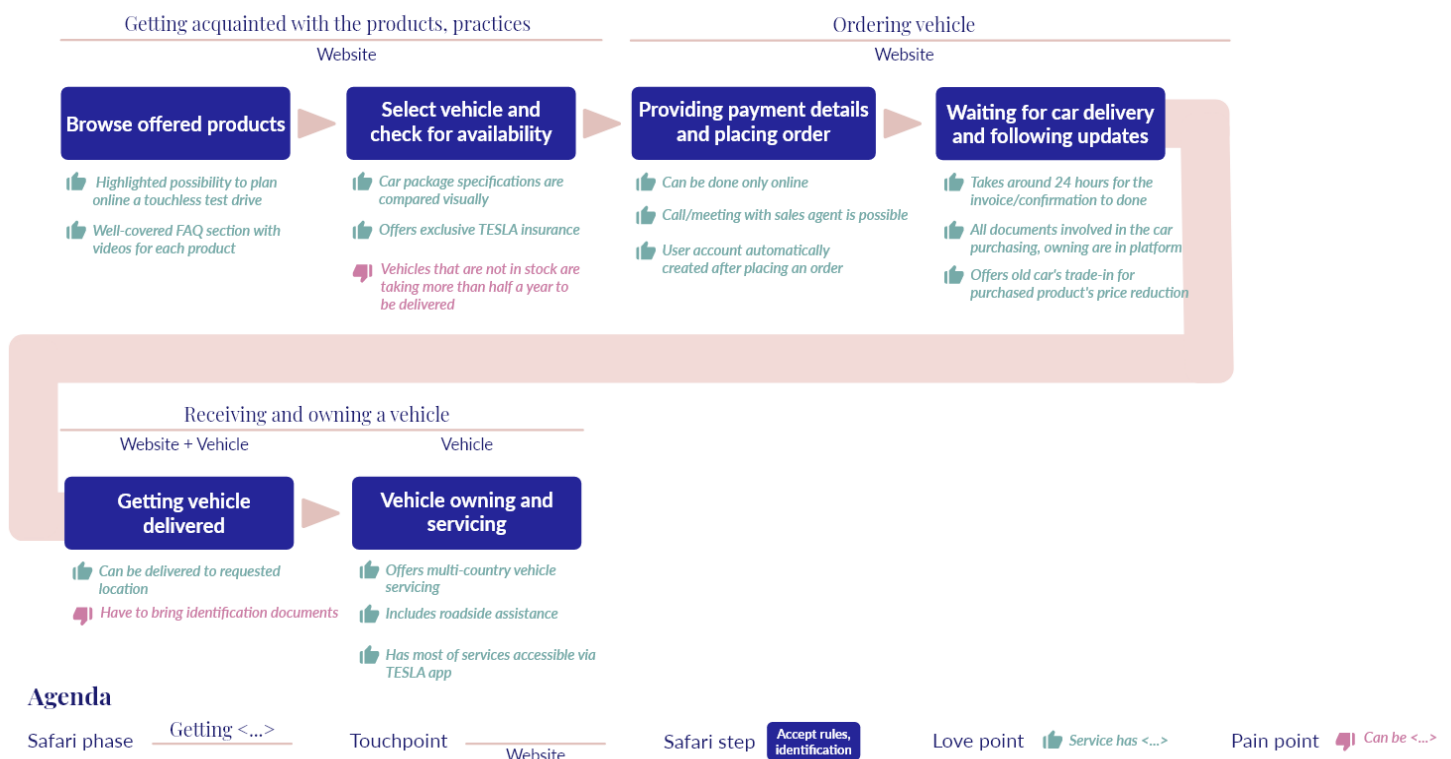 Getting acquainted with the products, practices
Website
Ordering vehicle
Website
Browse offered products
Highlighted possibility to plan
online a touchless test drive
Well-covered FAQ section with
videos for each product
Select vehicle and
check for availability
Car package specifications are
compared visually
Offers exclusive TESLA insurance
Vehicles that are not in stock are
taking more than half a year to
be delivered
Providing payment details
and placing order
Can be done only online
Call/meeting with sales agent is possible
User account automatically
created after placing an order
Waiting for car delivery
and following updates
Takes around 24 hours for the
invoice/confirmation to done
All documents involved in the car
purchasing, owning are in platform
Offers old car's trade-in for
purchased product's price reduction
Receiving and owning a vehicle
Website + Vehicle
Vehicle
Getting vehicle
delivered
Can be delivered to requested
location
Have to bring identification documents
Vehicle owning and
servicing
Offers multi-country vehicle
servicing
Includes roadside assistance
Has most of services accessible via
TESLA app
Agenda
Safari phase
Getting <...>
Touchpoint
Website
Safari step
Accept rules,
identification
Love point
Service has <...>
Pain point
Can be <...>